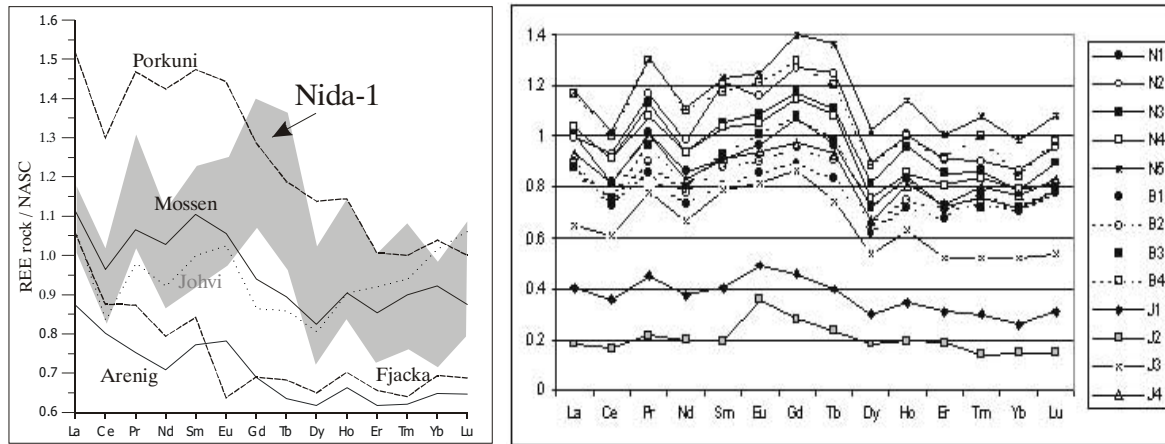 1.6
1.5
1.4
1.3
1.2
1.1
1.0
0.9
0.8
0.7
0.6
REE rock / NASC
Porkuni
Nida-1
Mossen
Johvi
Arenig
Fjacka
La Ce Pr Nd Sm Eu Gd Tb Dy Ho Er Tm Yb Lu
1.4
1.2
1
0.8
0.6
0.4
0.2
0
La Ce Pr Nd Sm Eu Gd Tb Dy Ho Er Tm Yb Lu
N1
N2
N3
N4
N5
B1
B2
B3
B4
J1
J2
J3
J4